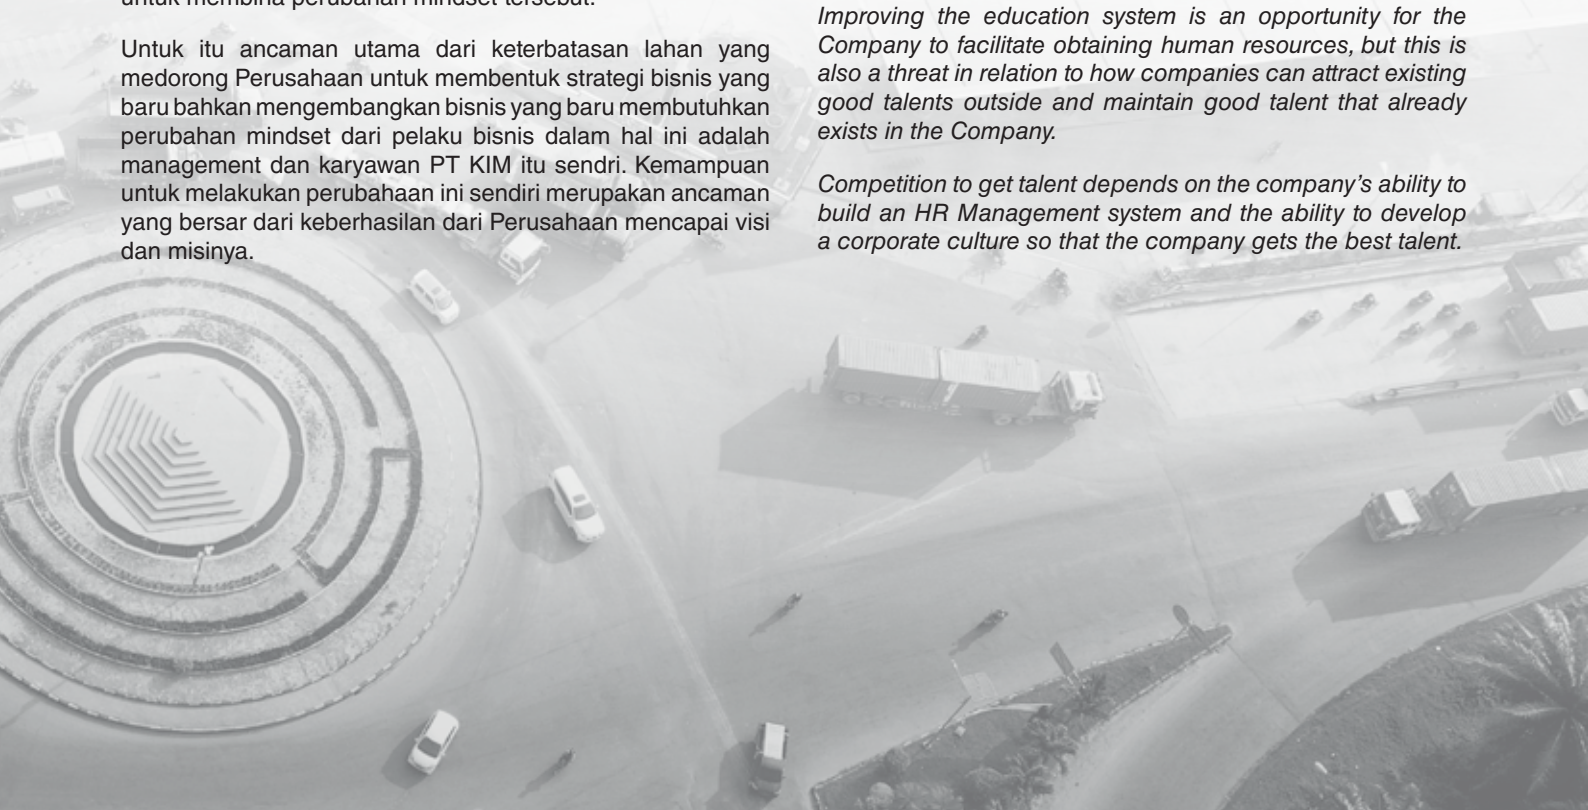 untuk membina perubahan mindset tersebut.
Untuk itu ancaman utama dari keterbatasan lahan yang
medorong Perusahaan untuk membentuk strategi bisnis yang
baru bahkan mengembangkan bisnis yang baru membutuhkan
perubahan mindset dari pelaku bisnis dalam hal ini adalah
management dan karyawan PT KIM itu sendiri. Kemampuan
untuk melakukan perubahaan ini sendiri merupakan ancaman
yang bersar dari keberhasilan dari Perusahaan mencapai visi
dan misinya.
Improving the education system is an opportunity for the
Company to facilitate obtaining human resources, but this is
also a threat in relation to how companies can attract existing
good talents outside and maintain good talent that already
exists in the Company.
Competition to get talent depends on the company’s ability to
build an HR Management system and the ability to develop
a corporate culture so that the company gets the best talent.